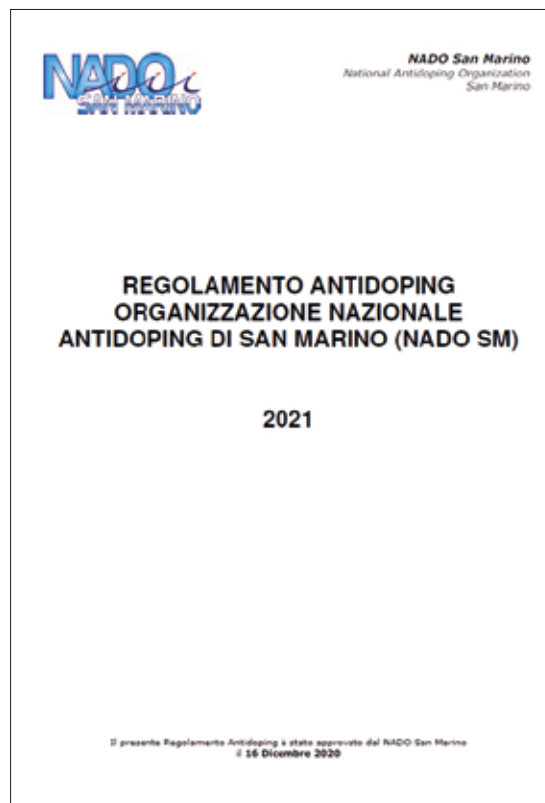 NADO
SAN MARINO
NADO San Marino
National Antidoping Organization
San Marino
REGOLAMENTO ANTIDOPING
ORGANIZZAZIONE NAZIONALE
ANTIDOPING DI SAN MARINO (NADO SM)
2021
Il presente Regolamento Antidoping è stato approvato dal NADO San Marino
il 16 Dicembre 2020